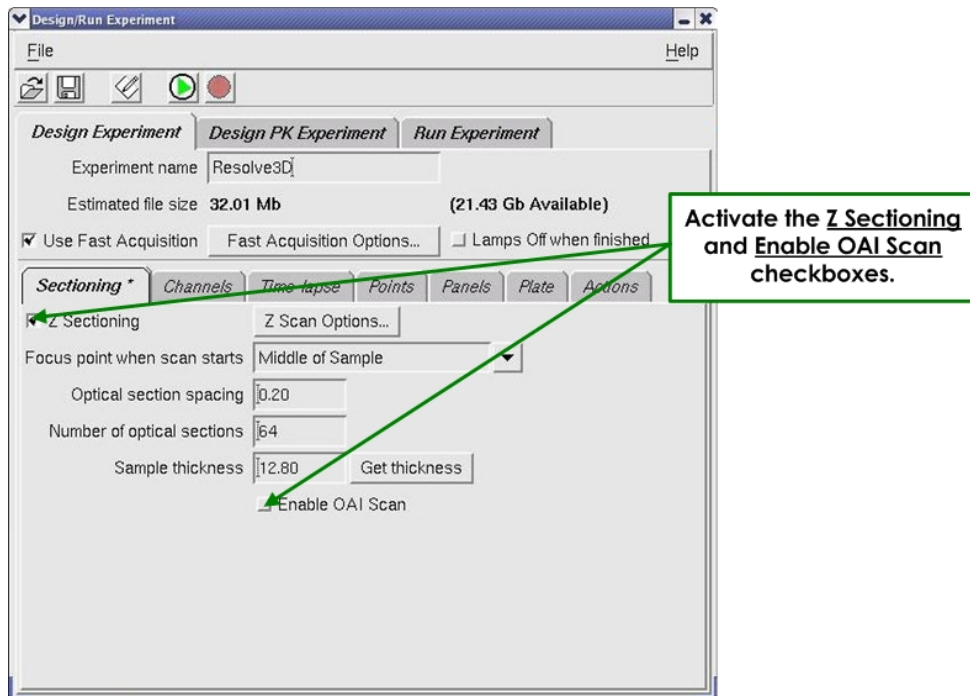 Design/Run Experiment
File Help
Design Experiment Design PK Experiment Run Experiment
Experiment name Resolve3D
Estimated file size 32.01 Mb (21.43 Gb Available)
Use Fast Acquisition Fast Acquisition Options... Lamps Off when finished
Activate the Z Sectioning
and Enable OAI Scan
checkboxes.
Sectioning * Channels Time-lapse Points Panels Plate Actions
Z Sectioning Z Scan Options...
Focus point when scan starts Middle of Sample
Optical section spacing 0.20
Number of optical sections 64
Sample thickness 12.80 Get thickness
Enable OAI Scan